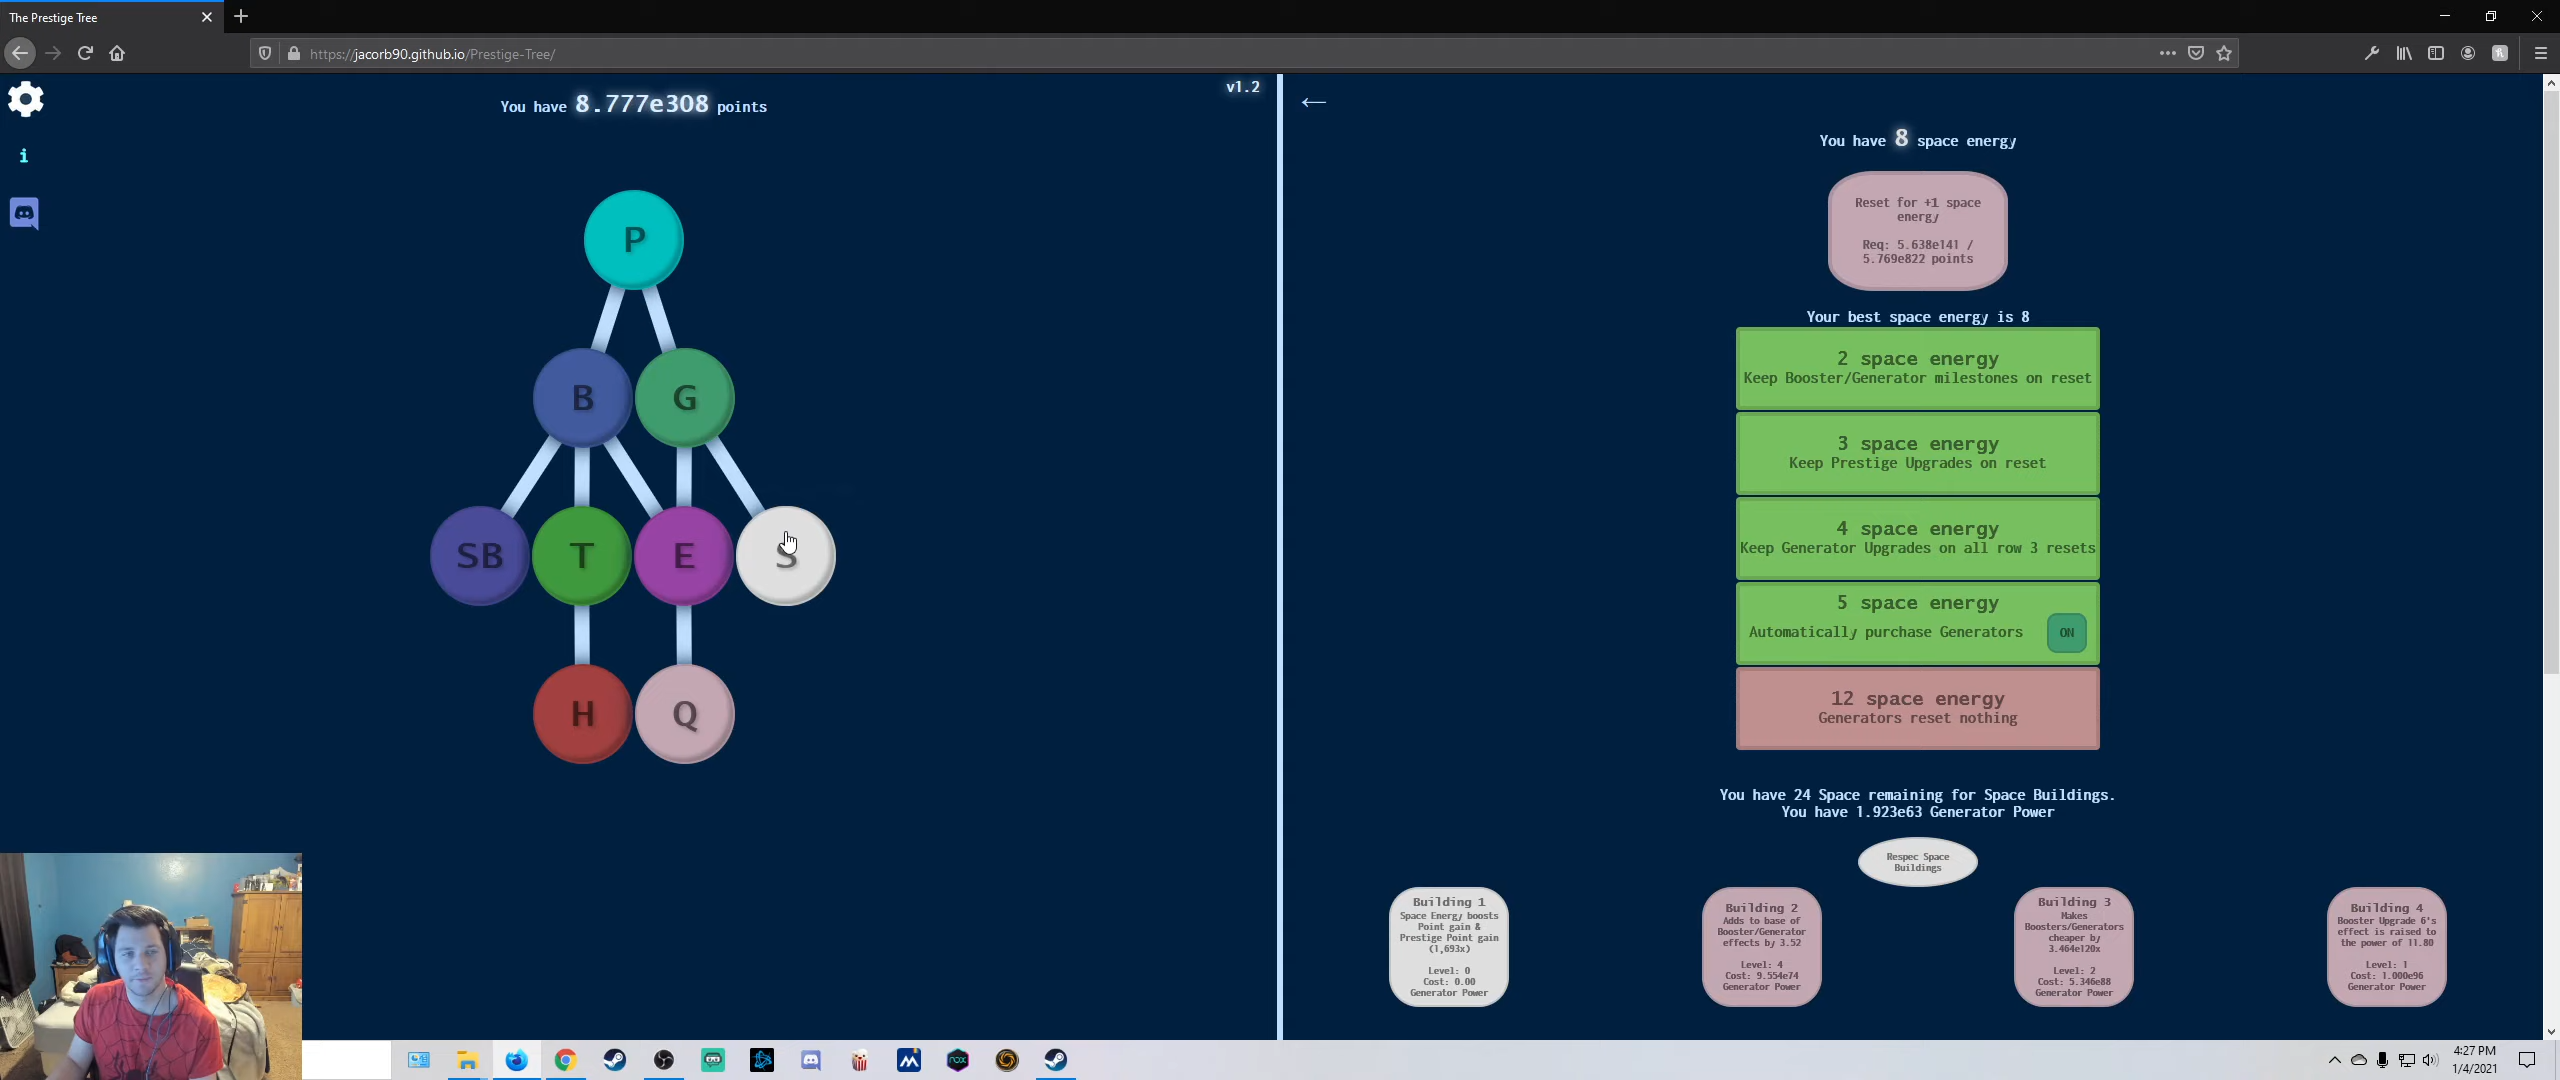 The Prestige Tree
https://jacorb90.github.io/Prestige-Tree/
You have 8.777e308 points
v1.2
i
P
B
G
SB
T
E
S
H
Q
←
You have 8 space energy
Reset for +1 space
energy
Req: 5.638e141 /
5.769e822 points
Your best space energy is 8
2 space energy
Keep Booster/Generator milestones on reset
3 space energy
Keep Prestige Upgrades on reset
4 space energy
Keep Generator Upgrades on all row 3 resets
5 space energy
Automatically purchase Generators
ON
12 space energy
Generators reset nothing
You have 24 Space remaining for Space Buildings.
You have 1.923e63 Generator Power
Respec Space
Buildings
Building 1
Space Energy boosts
Point gain &
Prestige Point gain
(1,693x)
Level: 0
Cost: 0.00
Generator Power
Building 2
Adds to base of
Booster/Generator
effects by 3.52
Level: 4
Cost: 9.554e74
Generator Power
Building 3
Makes
Boosters/Generators
cheaper by
3.464e120x
Level: 2
Cost: 5.346e88
Generator Power
Building 4
Booster Upgrade 6's
effect is raised to
the power of 11.80
Level: 1
Cost: 1.000e96
Generator Power
nox
4:27 PM
1/4/2021